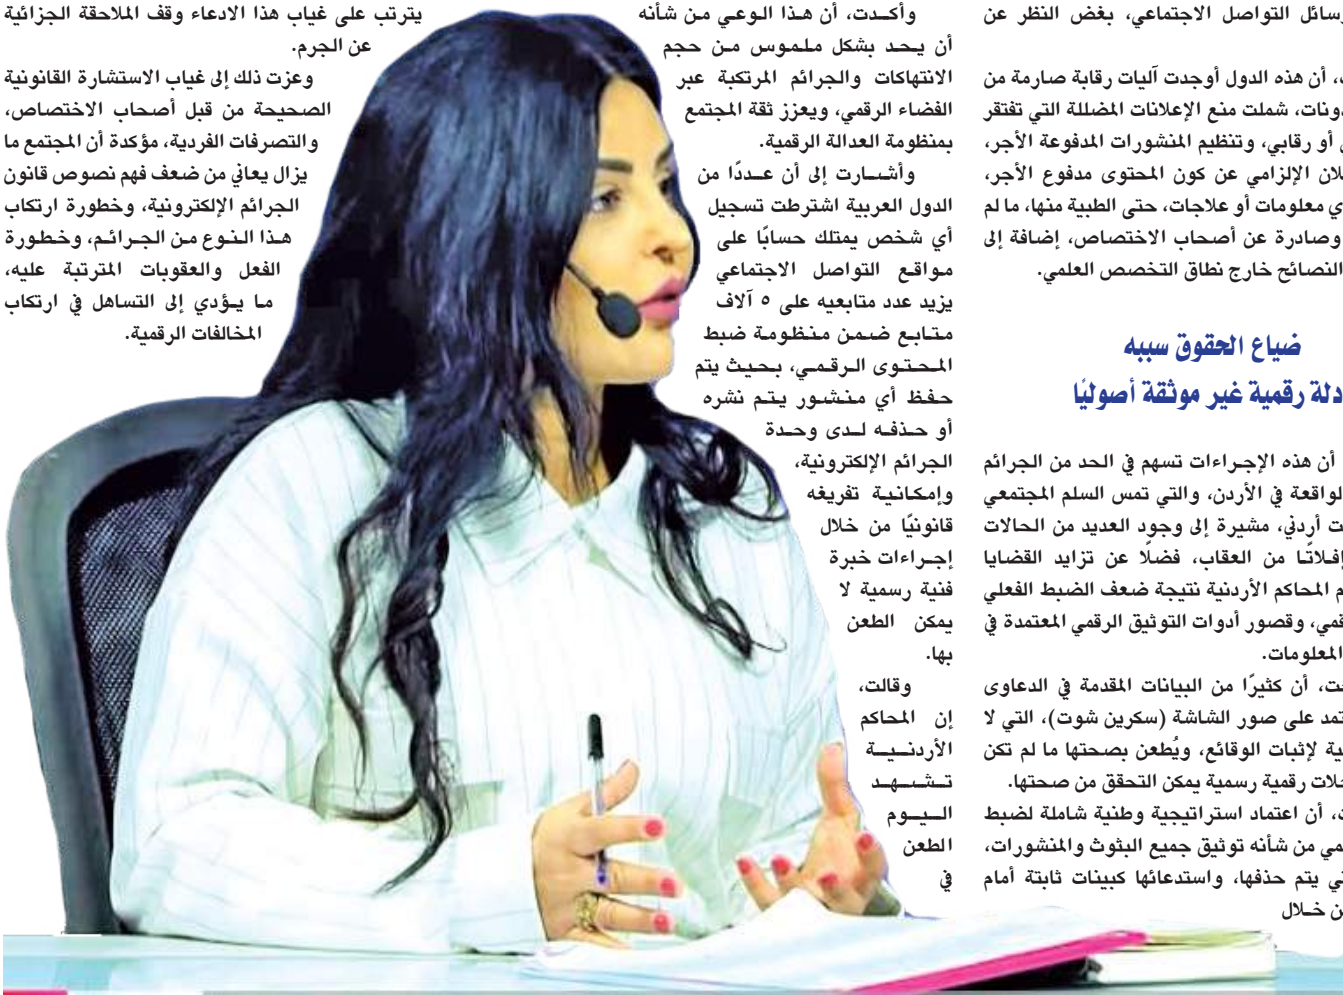 رسائل التواصل الاجتماعي، بغض النظر عن
أن هذه الدول أوجدت آليات رقابة صارمة من
شملت منع الإعلانات المضللة التي تفتقر
أو رقابي، وتنظيم المنشورات المدفوعة الأجر،
الإلزامي عن كون المحتوى مدفوع الأجر،
معلومات أو علاجات، حتى الطبية منها، ما لم
وصادرة عن أصحاب الاختصاص، إضافة إلى
النصائح خارج نطاق التخصص العلمي.
ضياع الحقوق سببه
دلة رقمية غير موثقة أصوليًا
أن هذه الإجراءات تسهم في الحد من الجرائم
لواقعة في الأردن، والتي تمس السلم المجتمعي
أردني، مشيرة إلى وجود العديد من الحالات
إفلاتًا من العقاب، فضلًا عن تزايد القضايا
م المحاكم الأردنية نتيجة ضعف الضبط الفعلي
قمي، وقصور أدوات التوثيق الرقمي المعتمدة في
المعلومات.
أن كثيرًا من البيانات المقدمة في الدعاوى
تمد على صور الشاشة (سكرين شوت)، التي لا
ية لإثبات الوقائع، ويُطعن بصحتها ما لم تكن
جلات رقمية رسمية يمكن التحقق من صحتها.
أن اعتماد استراتيجية وطنية شاملة لضبط
مي من شأنه توثيق جميع البثوث والمنشورات،
تي يتم حذفها، واستدعائها كبينات ثابتة أمام
ن خلال
وأكدت، أن هذا الوعي من شأنه
أن يحد بشكل ملموس من حجم
الانتهاكات والجرائم المرتكبة عبر
الفضاء الرقمي، ويعزز ثقة المجتمع
بمنظومة العدالة الرقمية.
وأشارت إلى أن عددًا من
الدول العربية اشترطت تسجيل
أي شخص يمتلك حسابًا على
مواقع التواصل الاجتماعي
يزيد عدد متابعيه على ٥ آلاف
متابع ضمن منظومة ضبط
المحتوى الرقمي، بحيث يتم
حفظ أي منشور يتم نشره
أو حذفه لدى وحدة
الجرائم الإلكترونية،
وإمكانية تفريغه
قانونيًا من خلال
إجراءات خبرة
فنية رسمية لا
يمكن الطعن
بها.
وقالت،
إن المحاكم
الأردنية
تشهد
اليوم
الطعن
في
يترتب على غياب هذا الادعاء وقف الملاحقة الجزائية
عن الجرم.
وعزت ذلك إلى غياب الاستشارة القانونية
الصحيحة من قبل أصحاب الاختصاص،
والتصرفات الفردية، مؤكدة أن المجتمع ما
يزال يعاني من ضعف فهم نصوص قانون
الجرائم الإلكترونية، وخطورة ارتكاب
هذا النوع من الجرائم، وخطورة
الفعل والعقوبات المترتبة عليه،
ما يؤدي إلى التساهل في ارتكاب
المخالفات الرقمية.